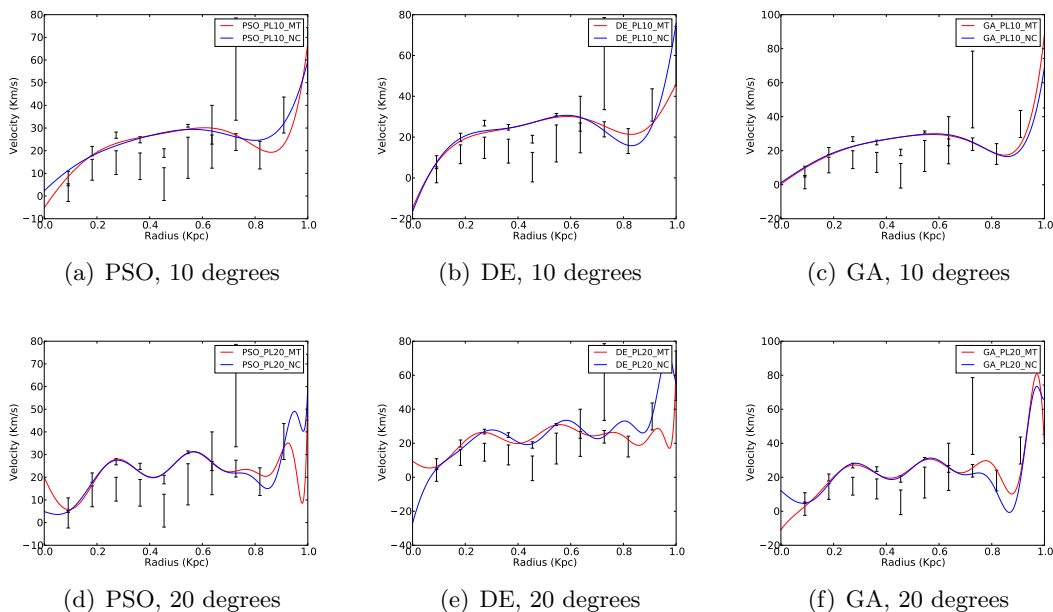 80
70
60
50
40
30
20
10
0
−10
0.0 0.2 0.4 0.6 0.8 1.0
Radius (Kpc)
Velocity (Km/s)
PSO_PL10_MT
PSO_PL10_NC
(a) PSO, 10 degrees
80
60
40
20
0
−20
0.0 0.2 0.4 0.6 0.8 1.0
Radius (Kpc)
Velocity (Km/s)
DE_PL10_MT
DE_PL10_NC
(b) DE, 10 degrees
100
80
60
40
20
0
−20
0.0 0.2 0.4 0.6 0.8 1.0
Radius (Kpc)
Velocity (Km/s)
GA_PL10_MT
GA_PL10_NC
(c) GA, 10 degrees
80
70
60
50
40
30
20
10
0
−10
0.0 0.2 0.4 0.6 0.8 1.0
Radius (Kpc)
Velocity (Km/s)
PSO_PL20_MT
PSO_PL20_NC
(d) PSO, 20 degrees
80
60
40
20
0
−20
−40
0.0 0.2 0.4 0.6 0.8 1.0
Radius (Kpc)
Velocity (Km/s)
DE_PL20_MT
DE_PL20_NC
(e) DE, 20 degrees
100
80
60
40
20
0
−20
0.0 0.2 0.4 0.6 0.8 1.0
Radius (Kpc)
Velocity (Km/s)
GA_PL20_MT
GA_PL20_NC
(f) GA, 20 degrees